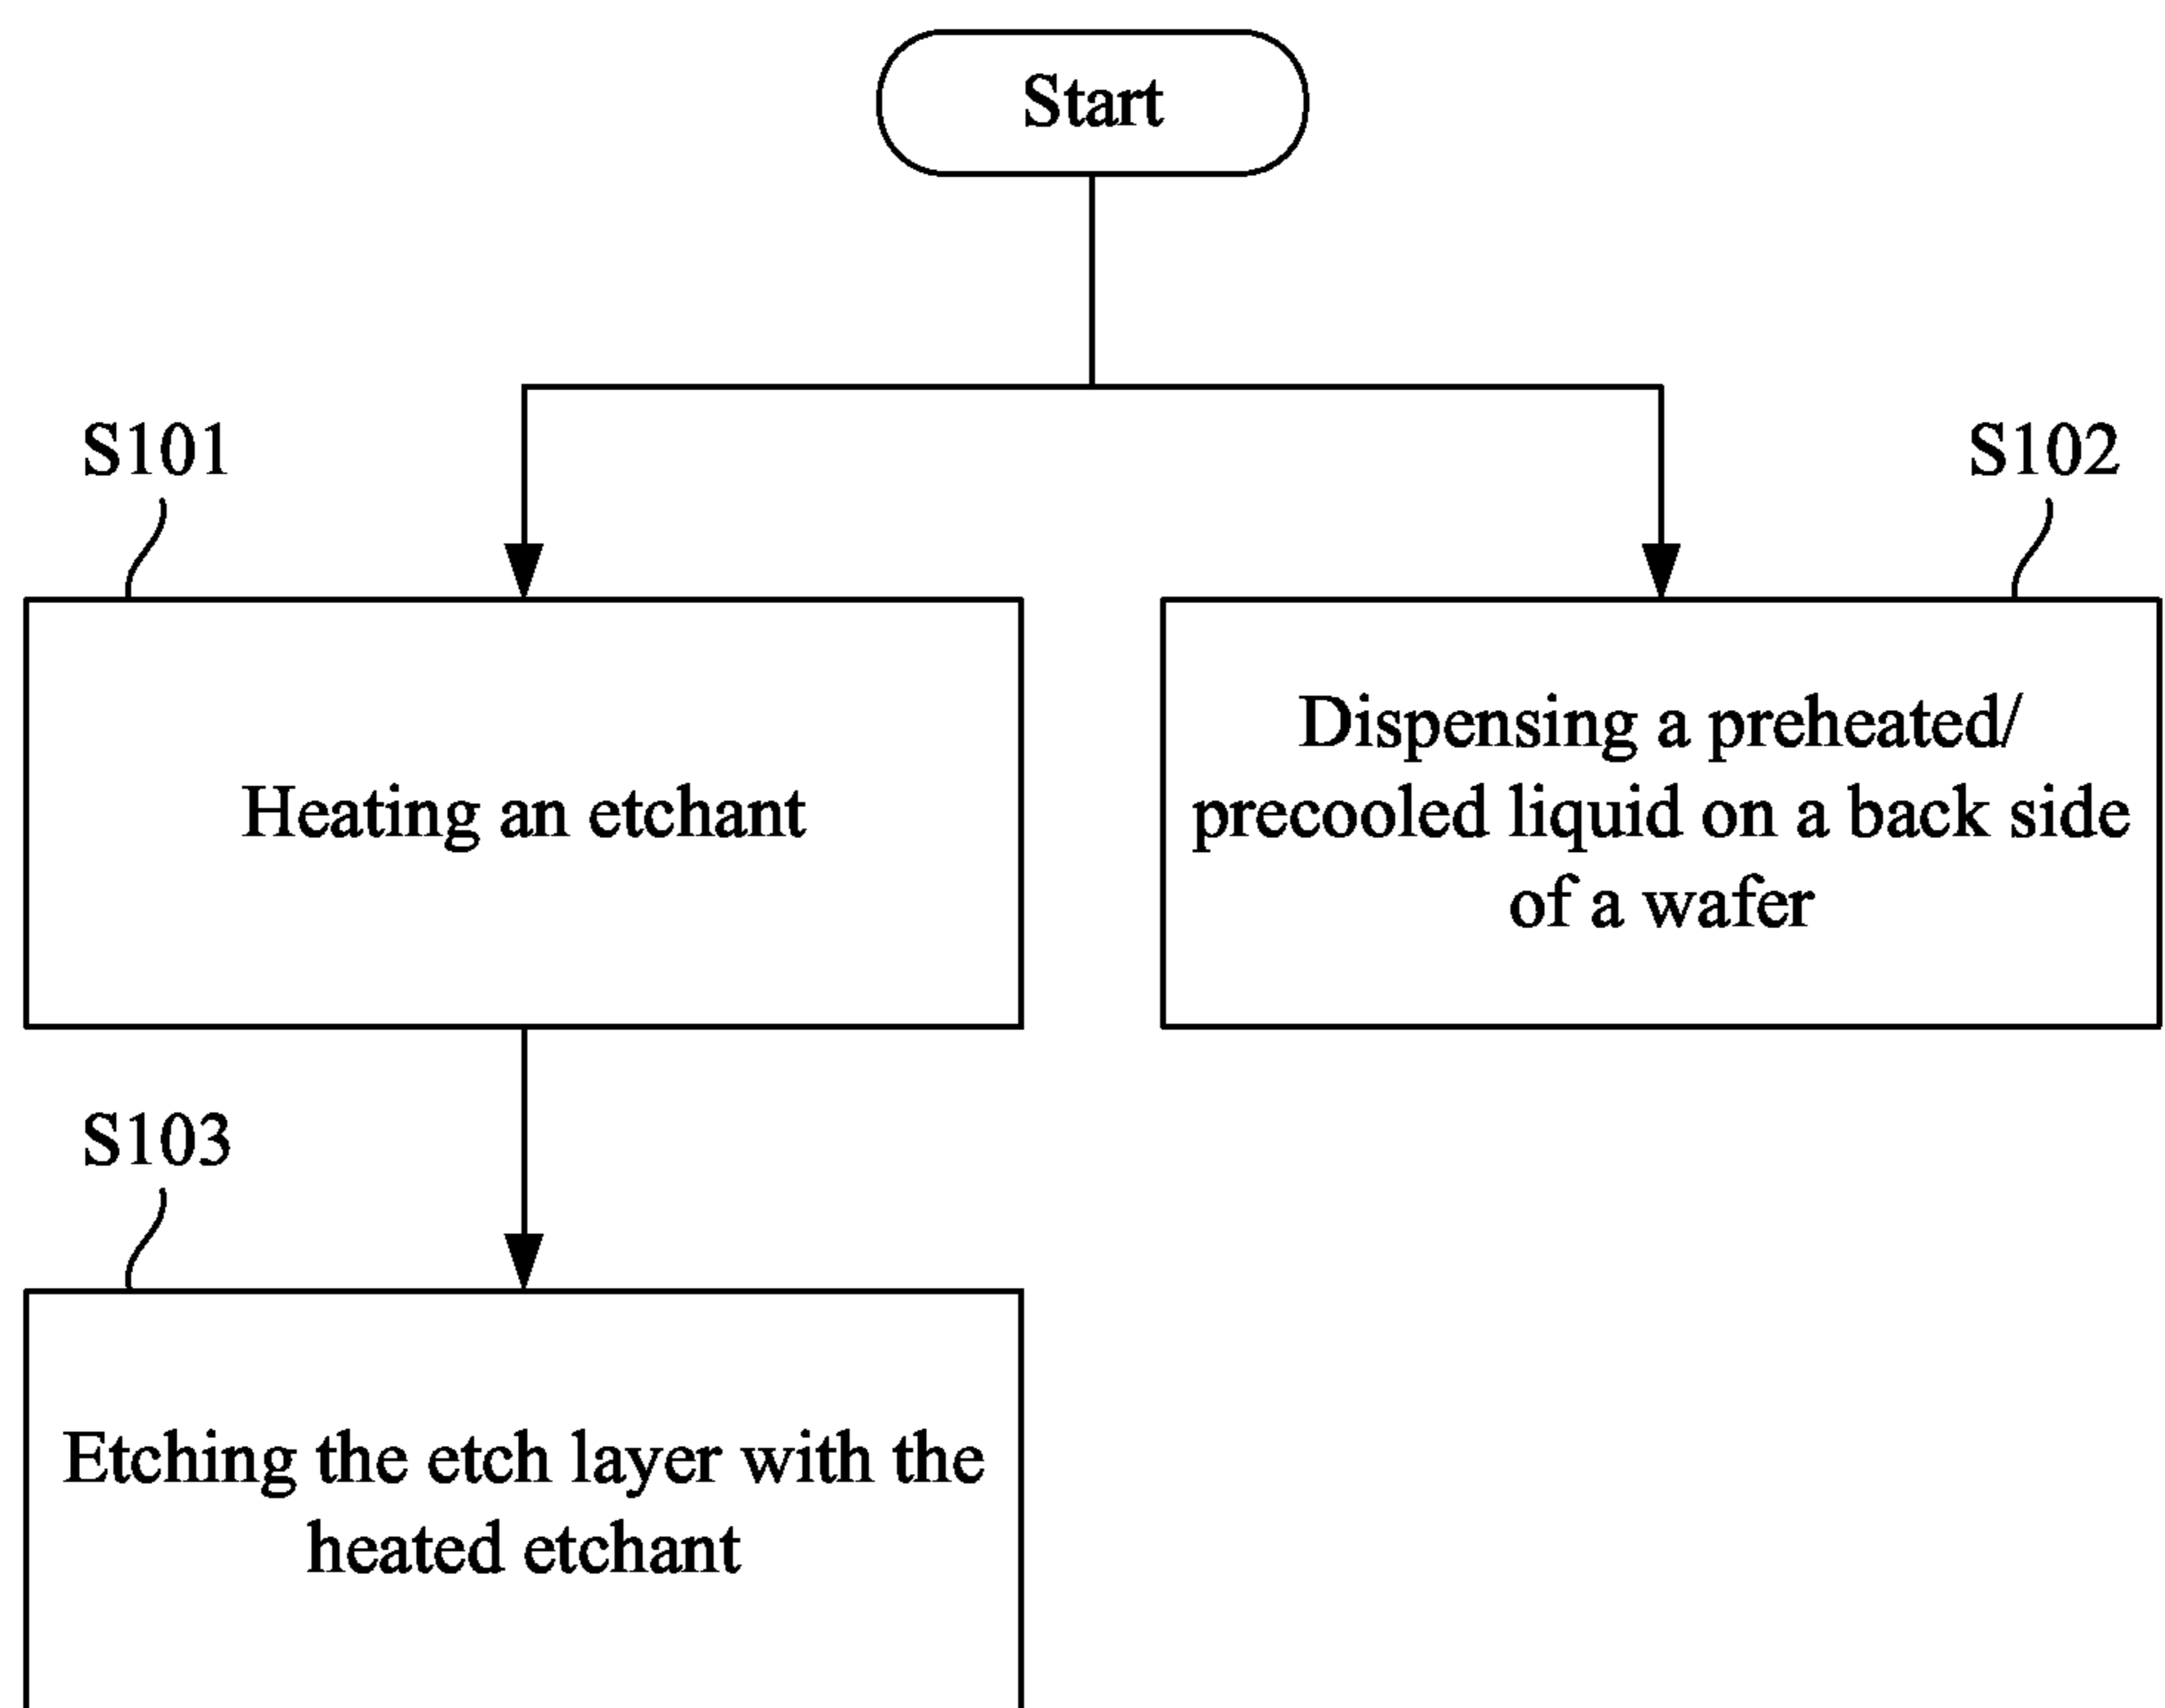 Start
S101
S102
Heating an etchant
Dispensing a preheated/
precooled liquid on a back side
of a wafer
S103
Etching the etch layer with the
heated etchant